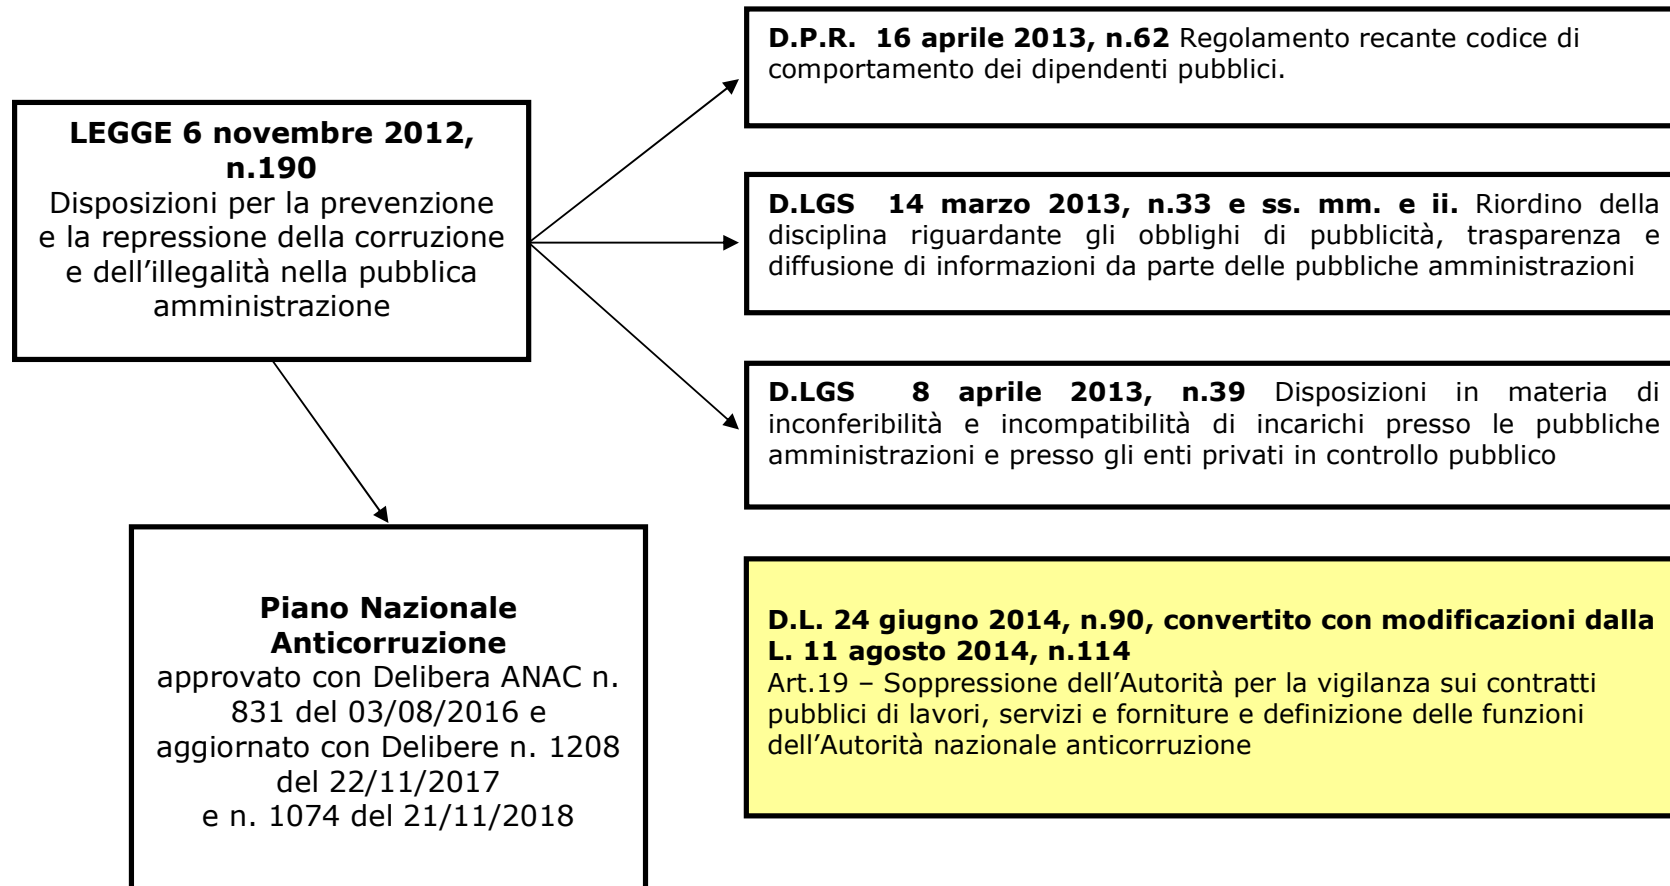 LEGGE 6 novembre 2012,
n.190
Disposizioni per la prevenzione
e la repressione della corruzione
e dell’illegalità nella pubblica
amministrazione
D.P.R. 16 aprile 2013, n.62 Regolamento recante codice di
comportamento dei dipendenti pubblici.
D.LGS 14 marzo 2013, n.33 e ss. mm. e ii. Riordino della
disciplina riguardante gli obblighi di pubblicità, trasparenza e
diffusione di informazioni da parte delle pubbliche amministrazioni
D.LGS 8 aprile 2013, n.39 Disposizioni in materia di
inconferibilità e incompatibilità di incarichi presso le pubbliche
amministrazioni e presso gli enti privati in controllo pubblico
Piano Nazionale
Anticorruzione
approvato con Delibera ANAC n.
831 del 03/08/2016 e
aggiornato con Delibere n. 1208
del 22/11/2017
e n. 1074 del 21/11/2018
D.L. 24 giugno 2014, n.90, convertito con modificazioni dalla
L. 11 agosto 2014, n.114
Art.19 – Soppressione dell’Autorità per la vigilanza sui contratti
pubblici di lavori, servizi e forniture e definizione delle funzioni
dell’Autorità nazionale anticorruzione